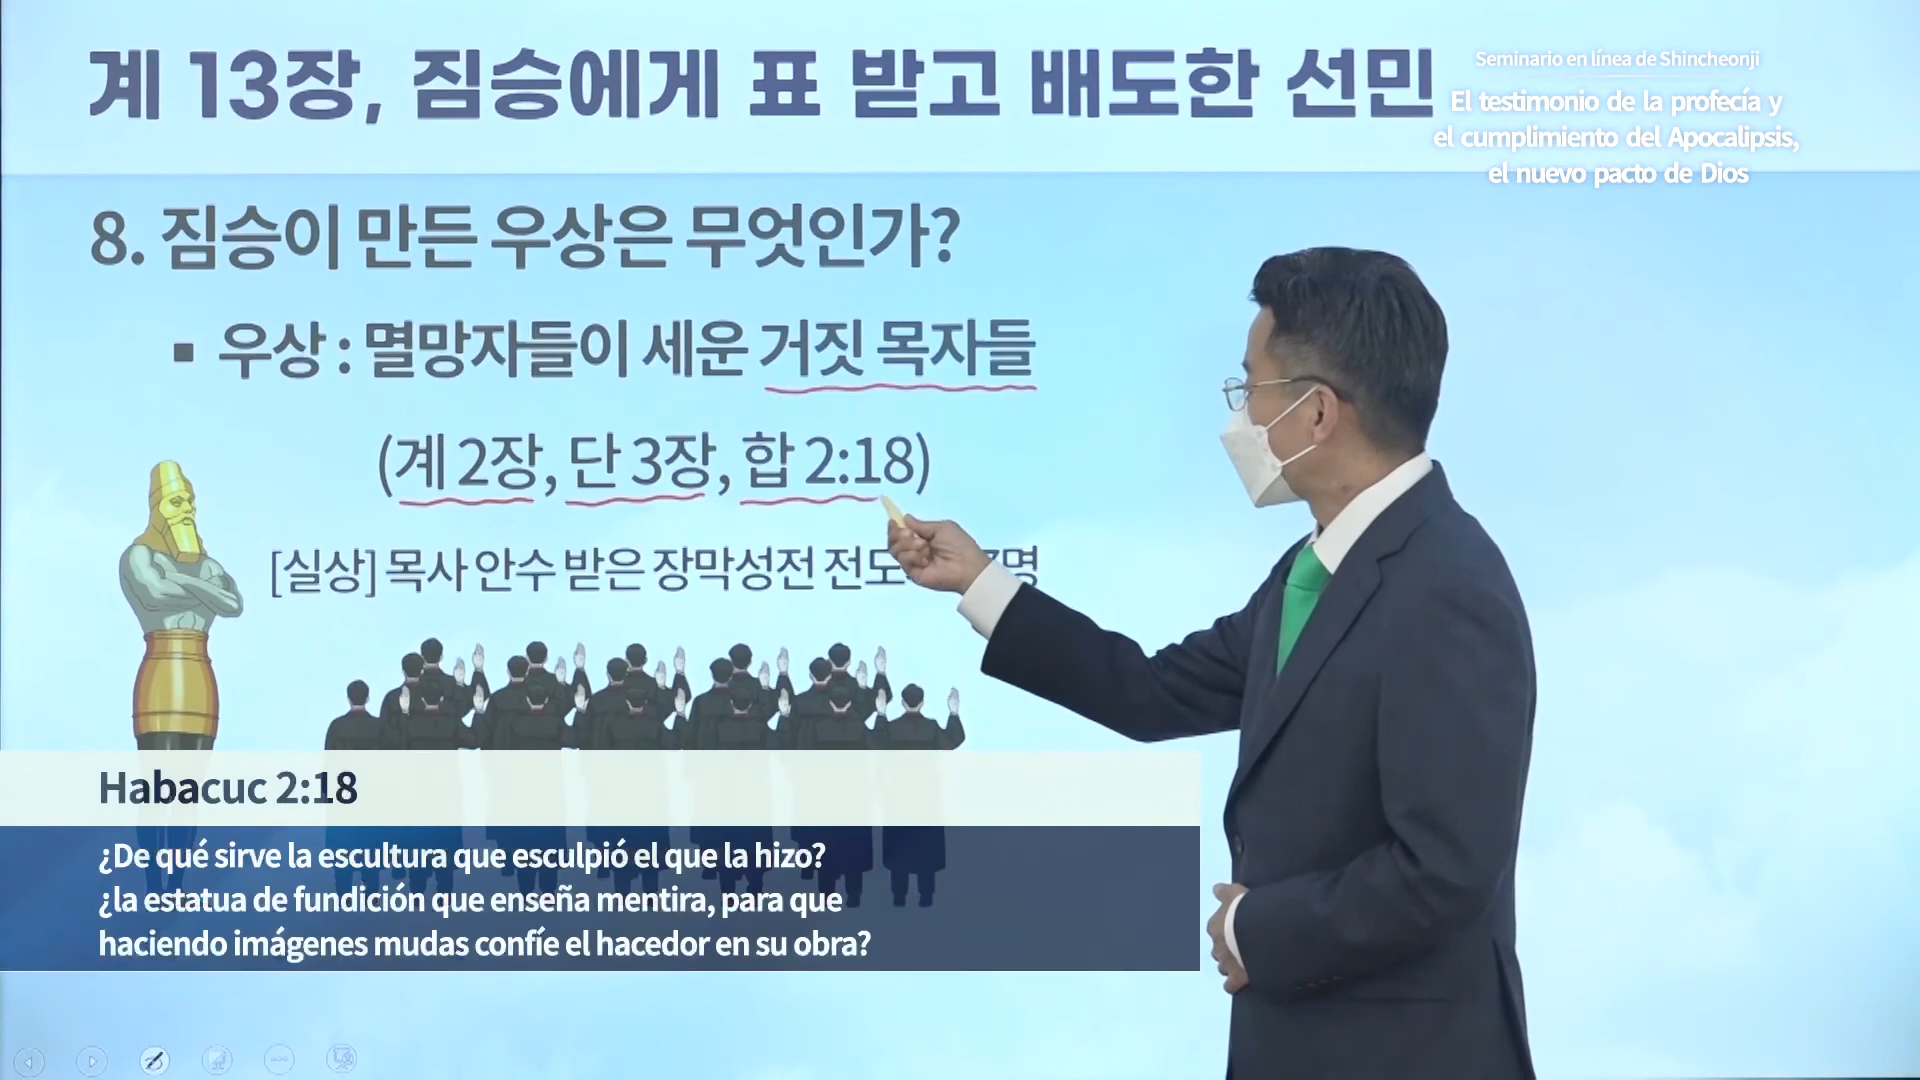 계 13장, 짐승에게 표 받고 배도한 선민
Seminario en línea de Shincheonji
El testimonio de la profecía y
el cumplimiento del Apocalipsis,
el nuevo pacto de Dios
8. 짐승이 만든 우상은 무엇인가?
▪ 우상 : 멸망자들이 세운 거짓 목자들
(계 2장, 단 3장, 합 2:18)
[실상] 목사 안수 받은 장막성전 명
Habacuc 2:18
¿De qué sirve la escultura que esculpió el que la hizo?
¿la estatua de fundición que enseña mentira, para que
haciendo imágenes mudas confíe el hacedor en su obra?